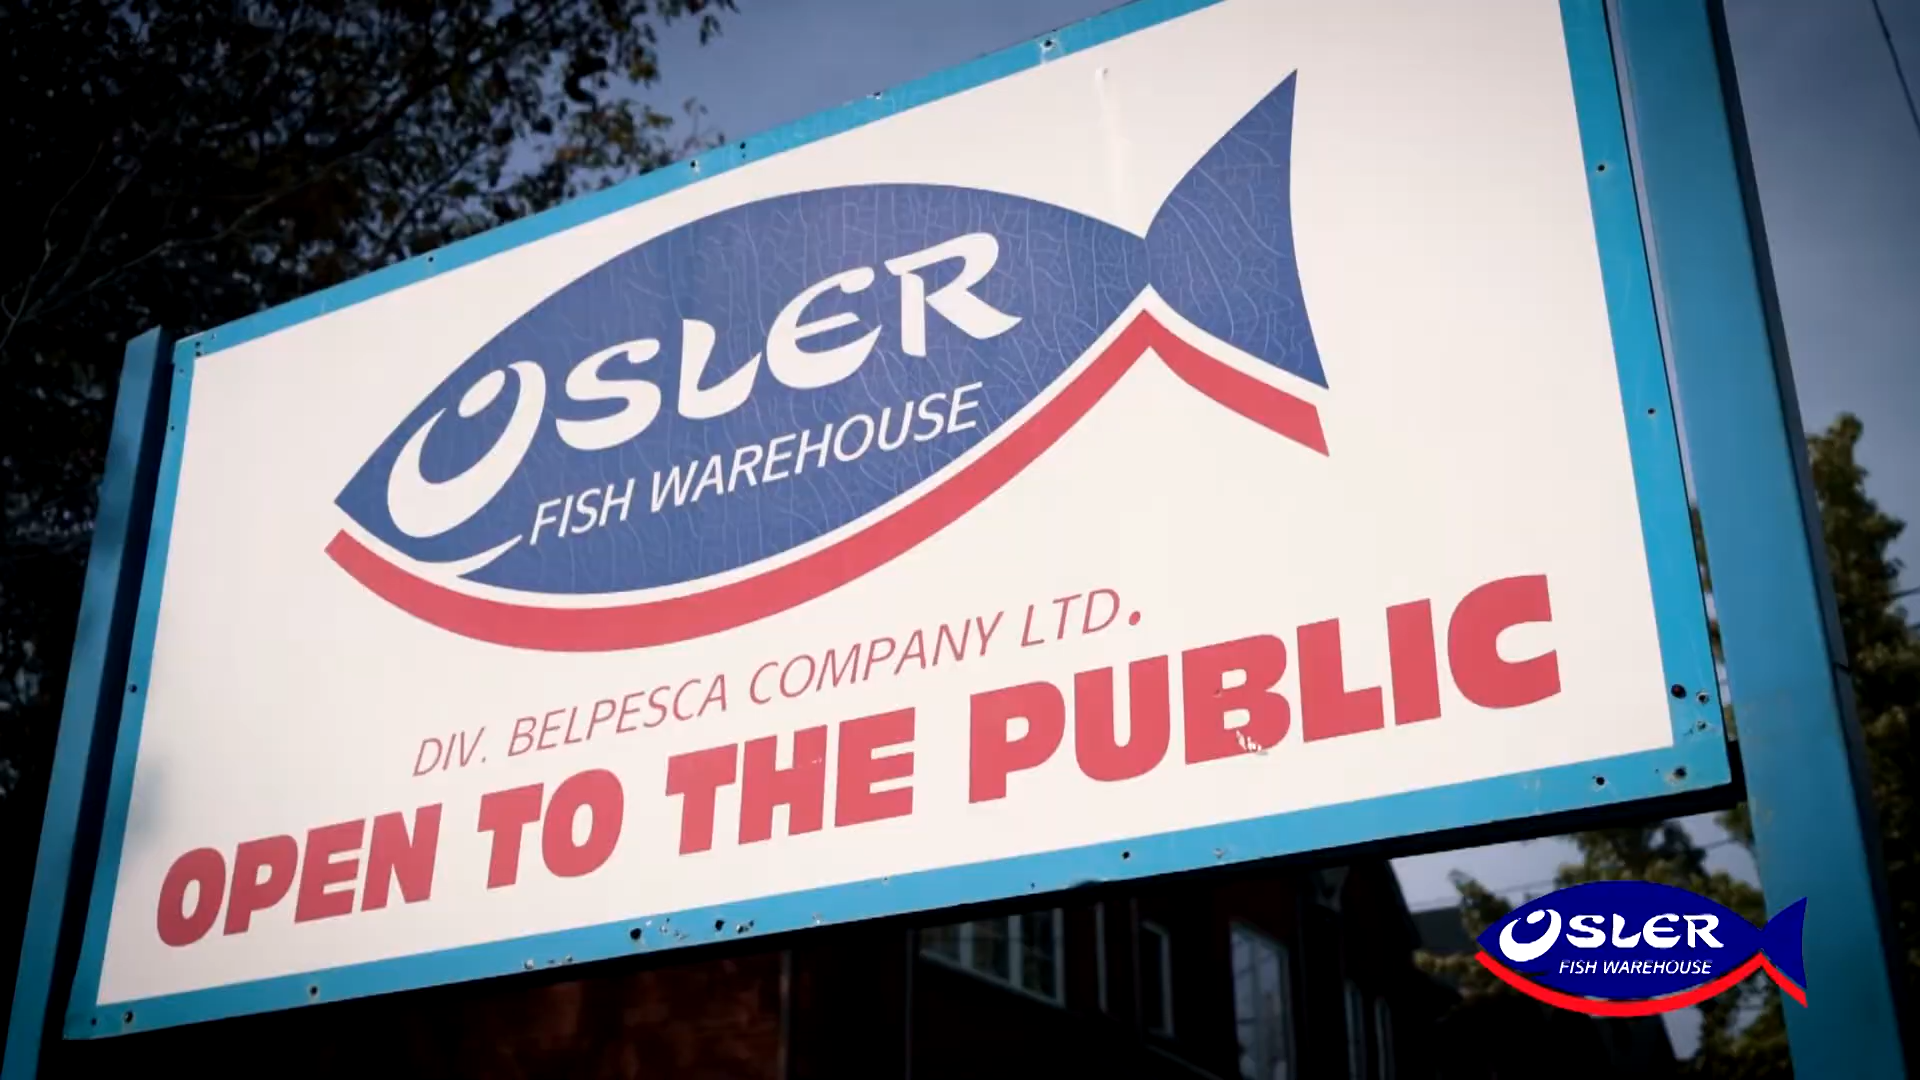 OSLER
FISH WAREHOUSE
DIV. BELPESCA COMPANY LTD.
OPEN TO THE PUBLIC
OSLER
FISH WAREHOUSE